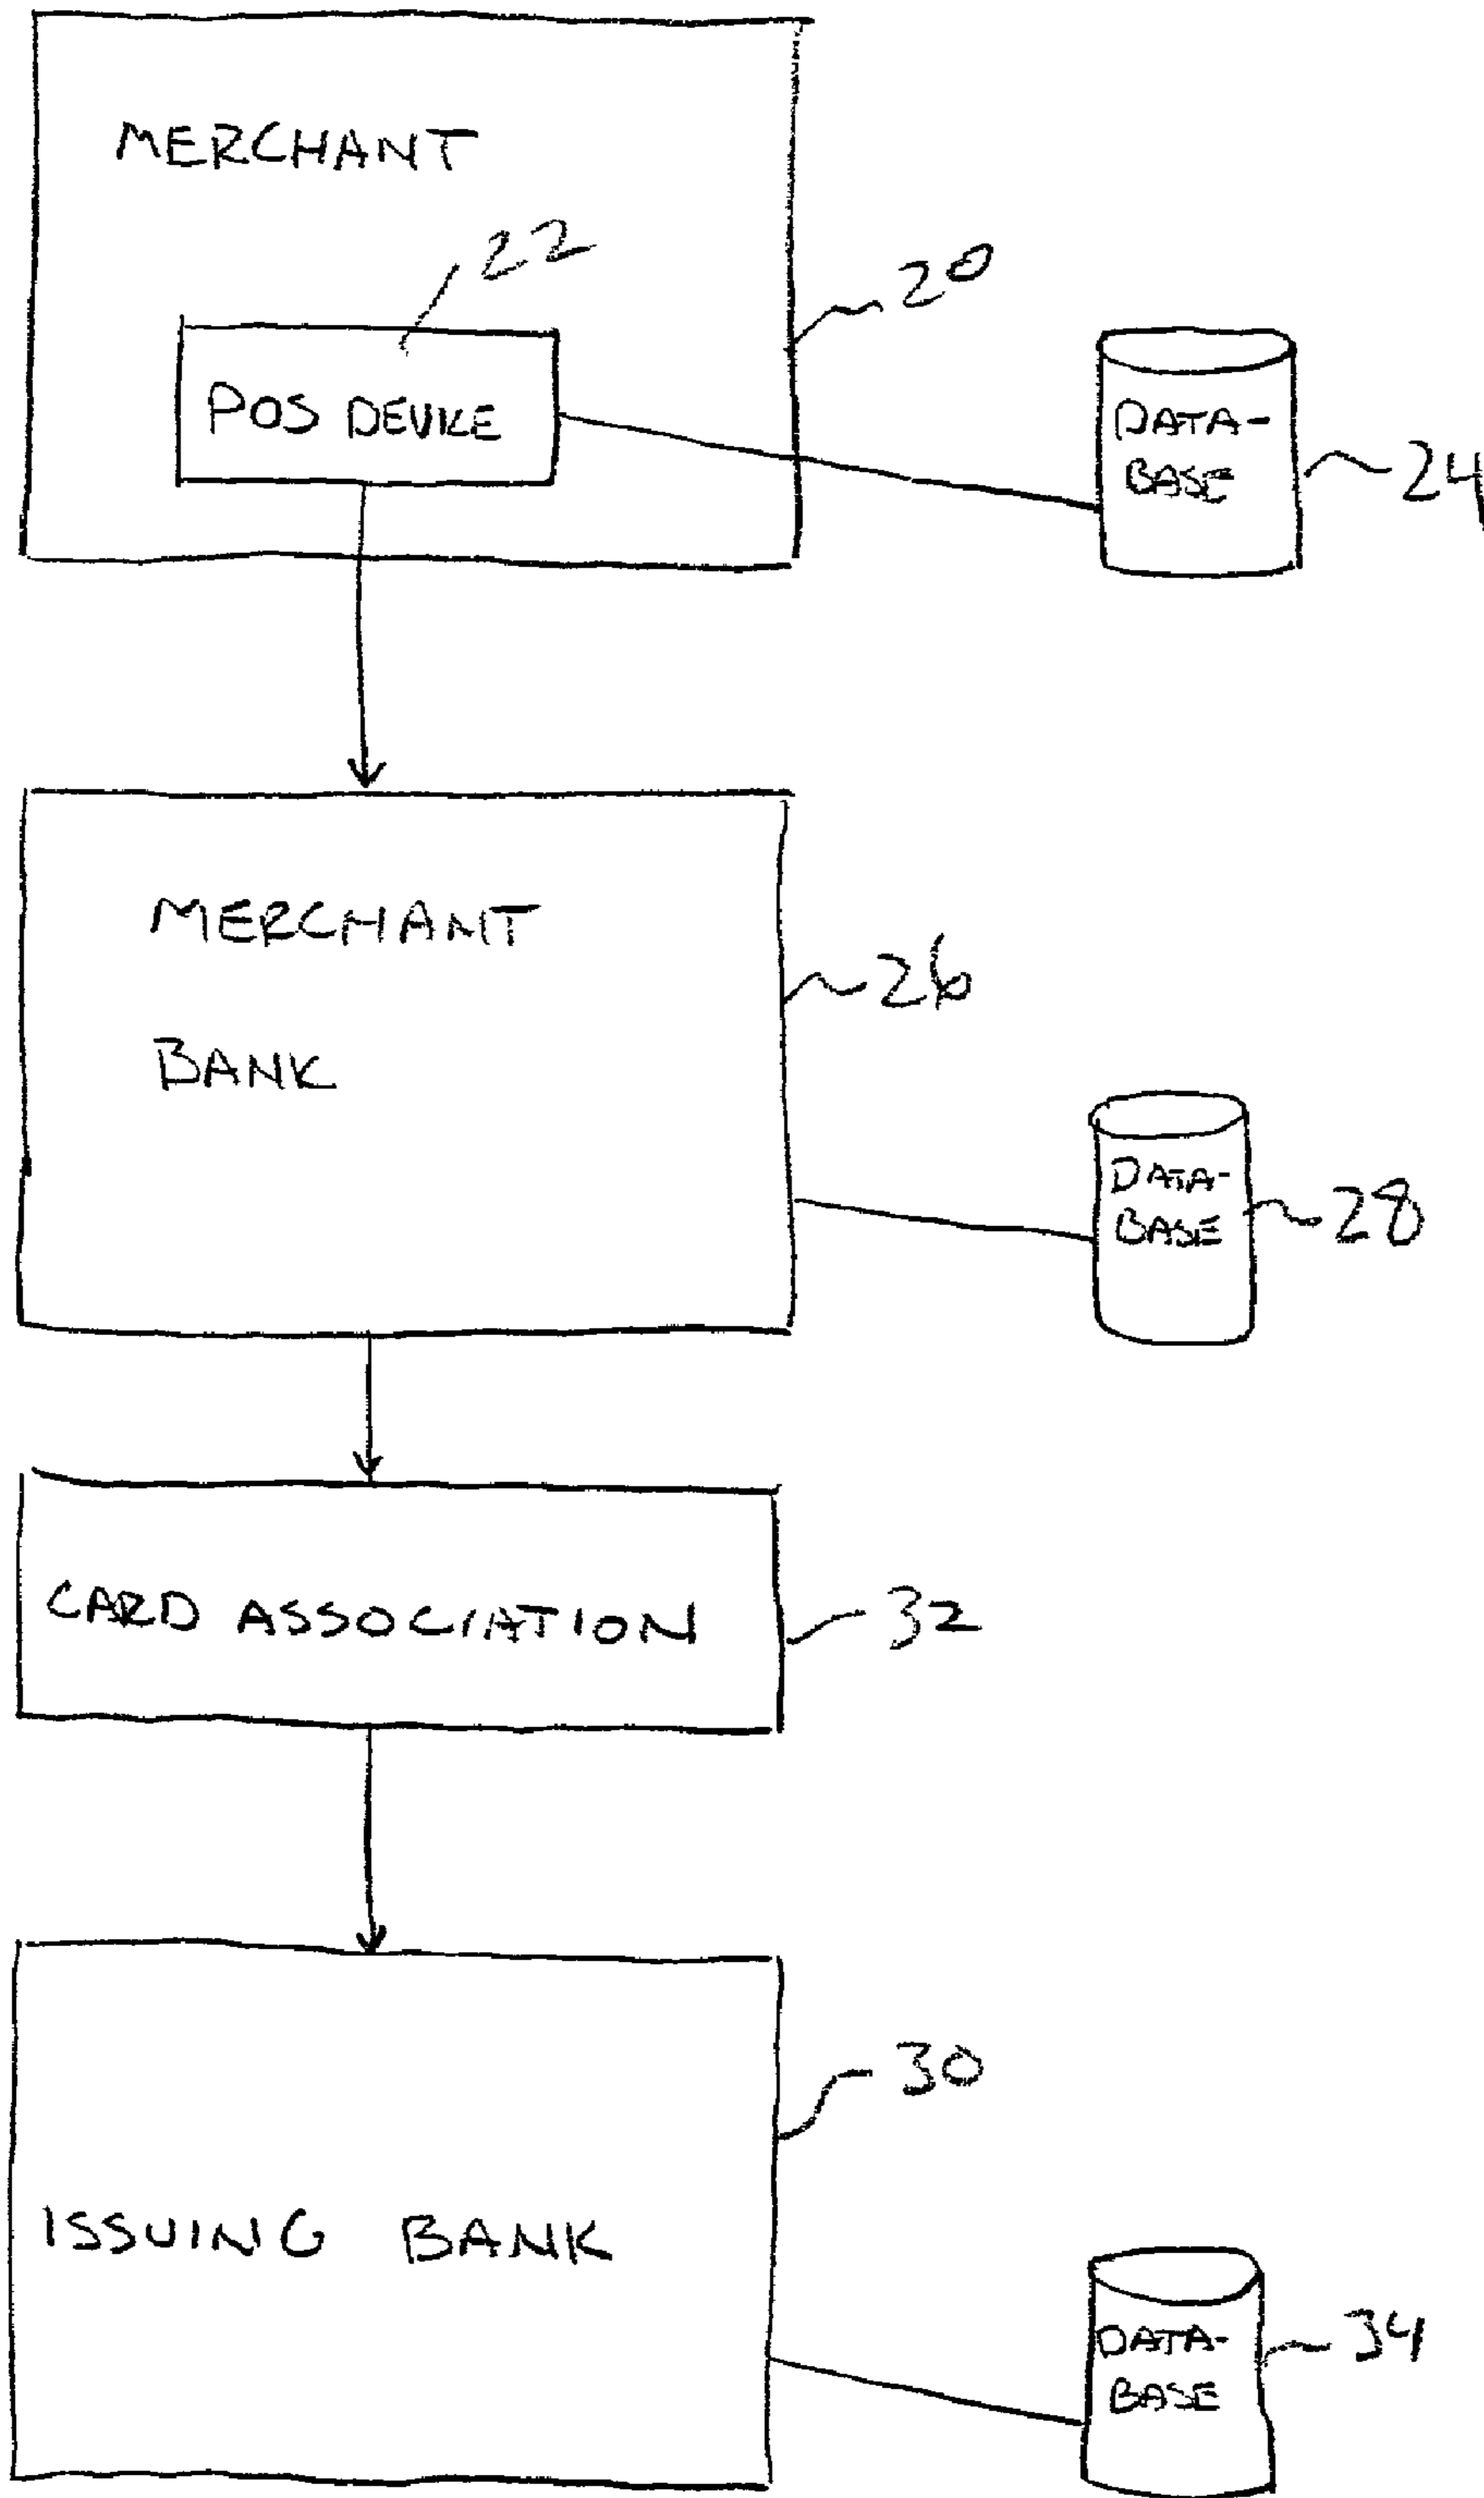 MERCHANT
22
20
POS DEVICE
DATA-
BASE
24
MERCHANT
26
BANK
DATA-
BASE
28
CARD ASSOCIATION
32
30
ISSUING BANK
DATA-
BASE
34